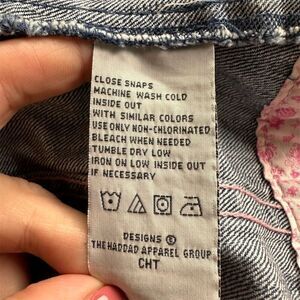 CLOSE SNAPS
MACHINE WASH COLD
INSIDE OUT
WITH SIMILAR COLORS
USE ONLY NON-CHLORINATED
BLEACH WHEN NEEDED
TUMBLE DRY LOW
IRON ON LOW INSIDE OUT
IF NECESSARY
DESIGNS ©
THE HADDAD APPAREL GROUP
CHT